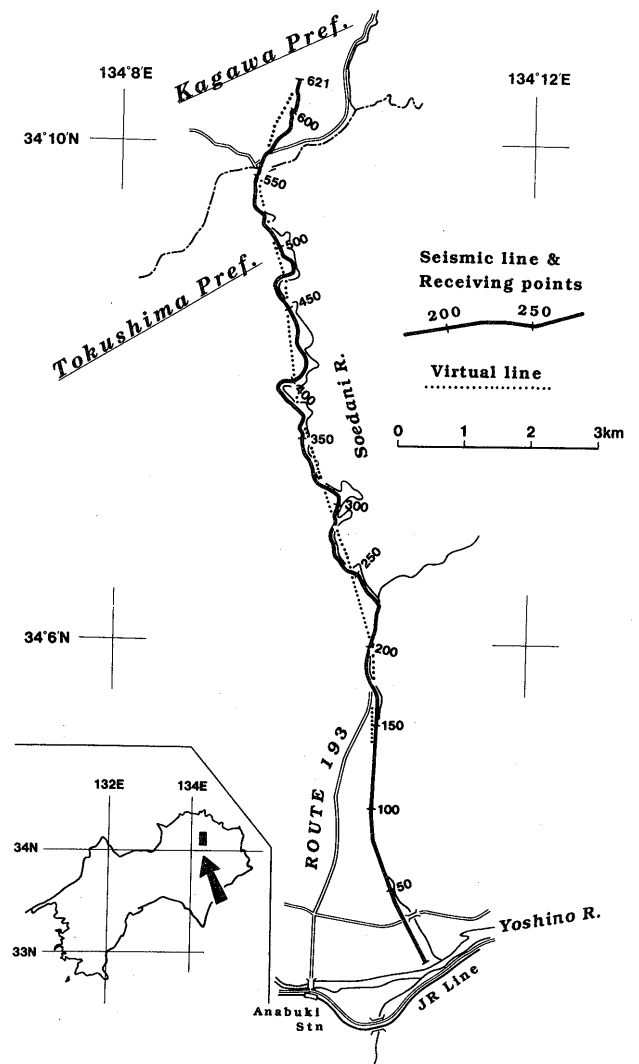 Kagawa Pref.
134°8'E
134°12'E
621
600
34°10'N
550
500
Seismic line &
Receiving points
200 250
Tokushima Pref.
450
Virtual line
400
Soedani R.
350
0 1 2 3km
300
250
34°6'N
200
150
ROUTE 193
132E 134E
100
34N
50
Yoshino R.
33N
JR Line
Anabuki
Stn